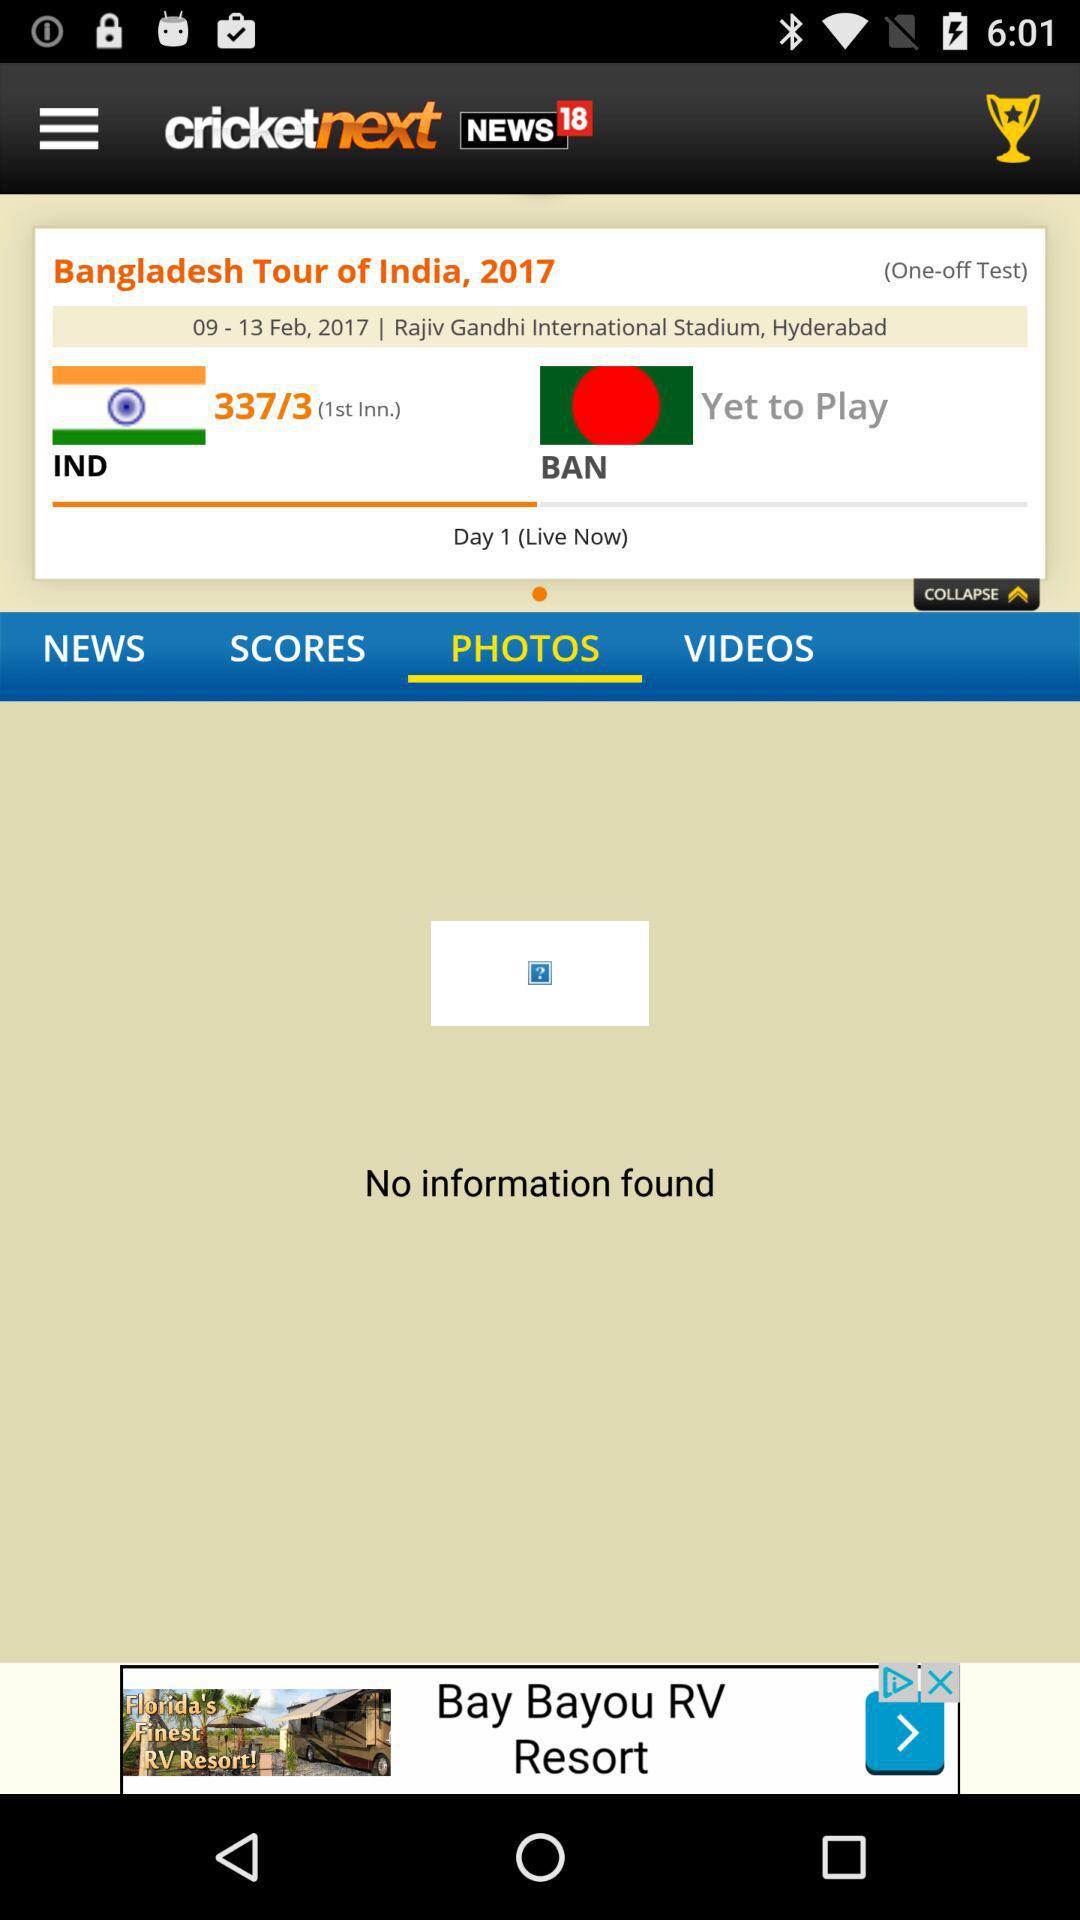 6:01
cricketnext NEWS 18
Bangladesh Tour of India, 2017 (One-off Test)
09 - 13 Feb, 2017 | Rajiv Gandhi International Stadium, Hyderabad
337/3 (1st Inn.) Yet to Play
IND BAN
Day 1 (Live Now)
COLLAPSE
NEWS SCORES PHOTOS VIDEOS
?
No information found
Florida's
Finest
RV Resort!
Bay Bayou RV
Resort